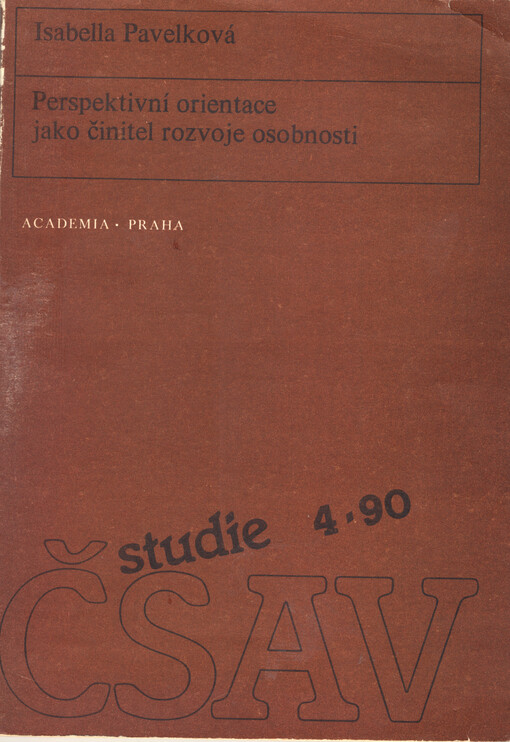 Isabella Pavelková
Perspektivní orientace
jako činitel rozvoje osobnosti
ACADEMIA · PRAHA
studie 4·90
ČSAV